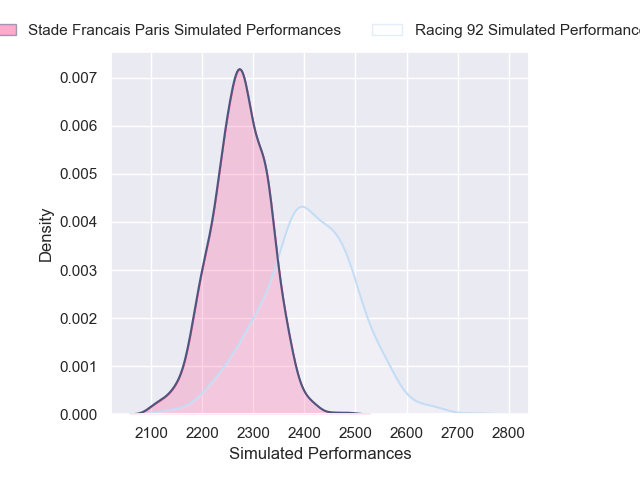 Stade Francais Paris Simulated Performances Racing 92 Simulated
0.007
0.006
0.005
0.004
0.003
0.002
0.001
0.000
Density
2100 2200 2300 2400 2500 2600 2700 2800
Simulated Performances